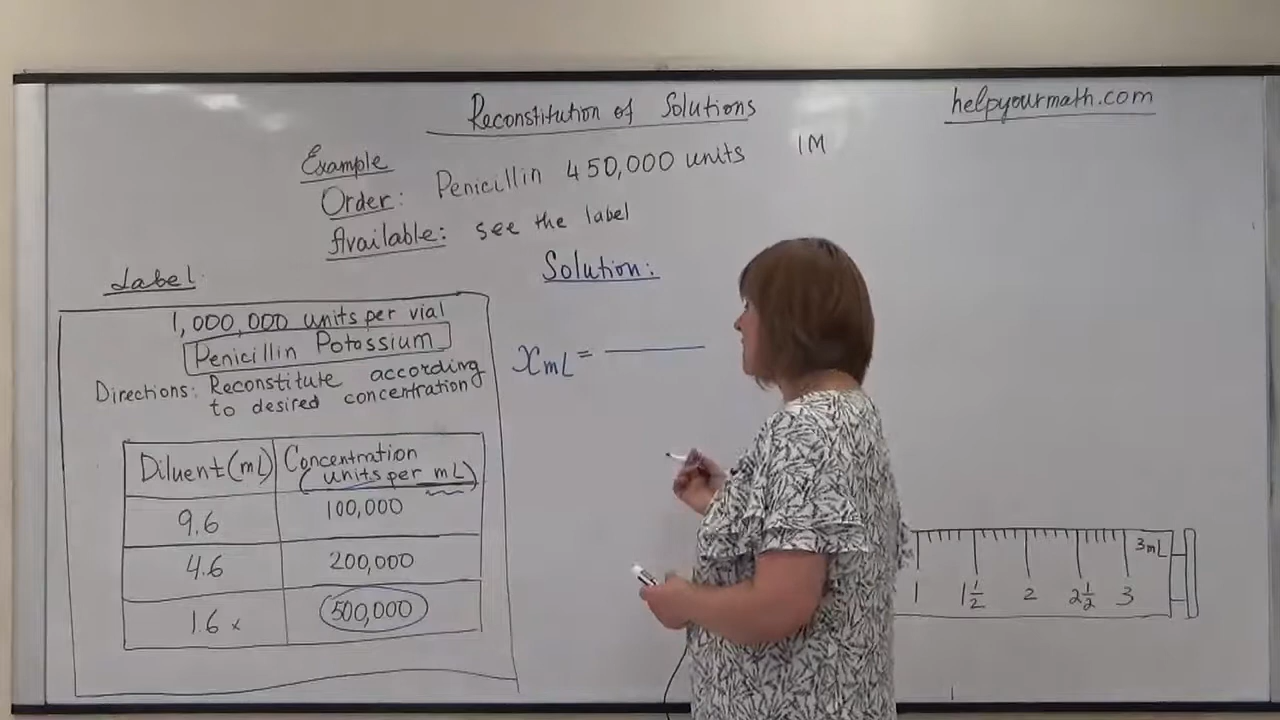 Reconstitution of Solutions
helpyourmath.com
Example
Order: Penicillin 450,000 units IM
Available: see the label
Label:
Solution:
1,000,000 units per vial
Penicillin Potossium
Directions: Reconstitute according
to desired concentration
x mL =
Diluent (mL) Concentration
(units per mL)
9.6 100,000
4.6 200,000
1.6 x 500,000
3mL
1 1 1/2 2 2 1/2 3